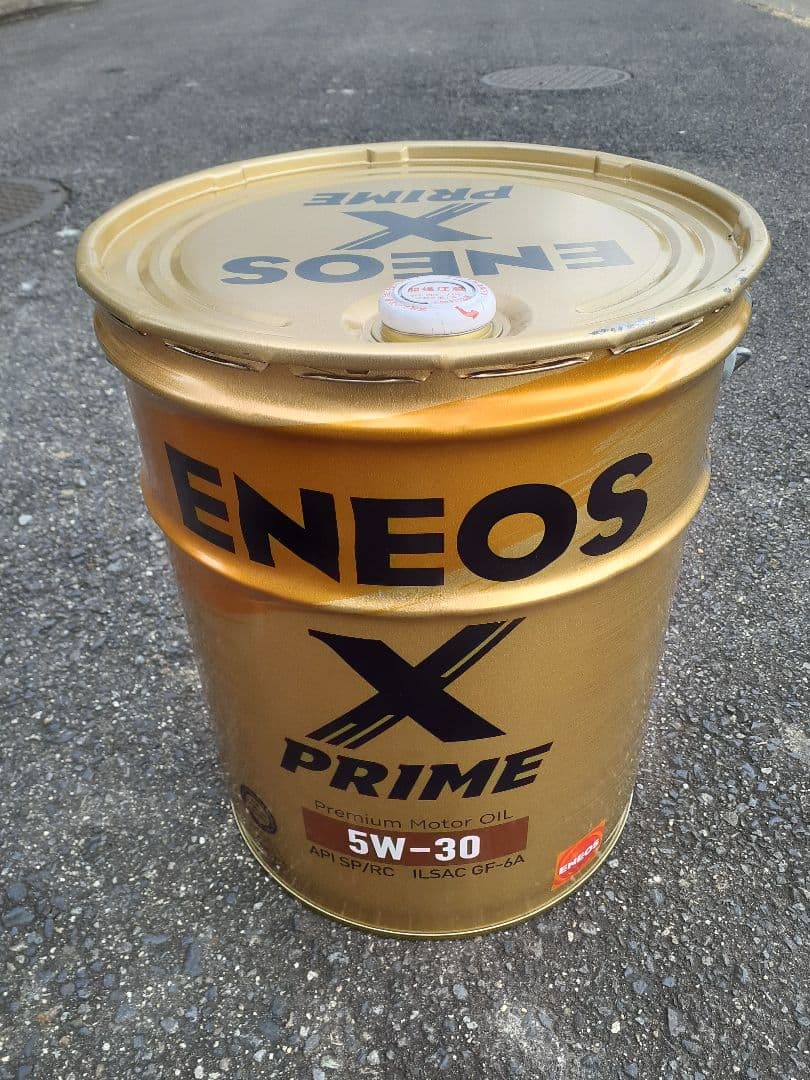 ENEOS
X
PRIME
ENEOS
X
PRIME
Premium Motor OIL
5W-30
API SP/RC ILSAC GF-6A
ENEOS